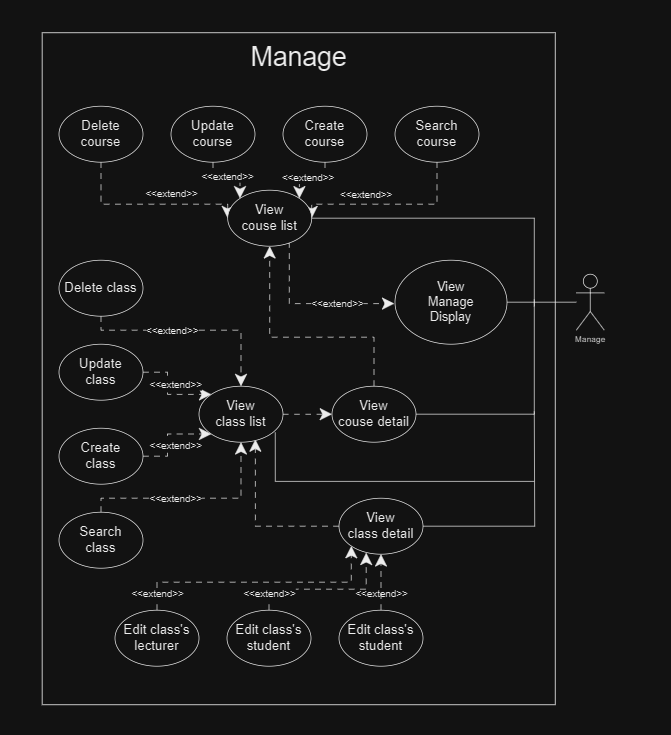 Manage
Delete
course
Update
course
Create
course
Search
course
<<extend>>
<<extend>>
<<extend>>
<<extend>>
View
couse list
Delete class
<<extend>>
View
Manage
Display
Manage
<<extend>>
Update
class
<<extend>>
View
class list
View
couse detail
Create
class
<<extend>>
<<extend>>
Search
class
View
class detail
<<extend>>
<<extend>>
<<extend>>
Edit class's
lecturer
Edit class's
student
Edit class's
student